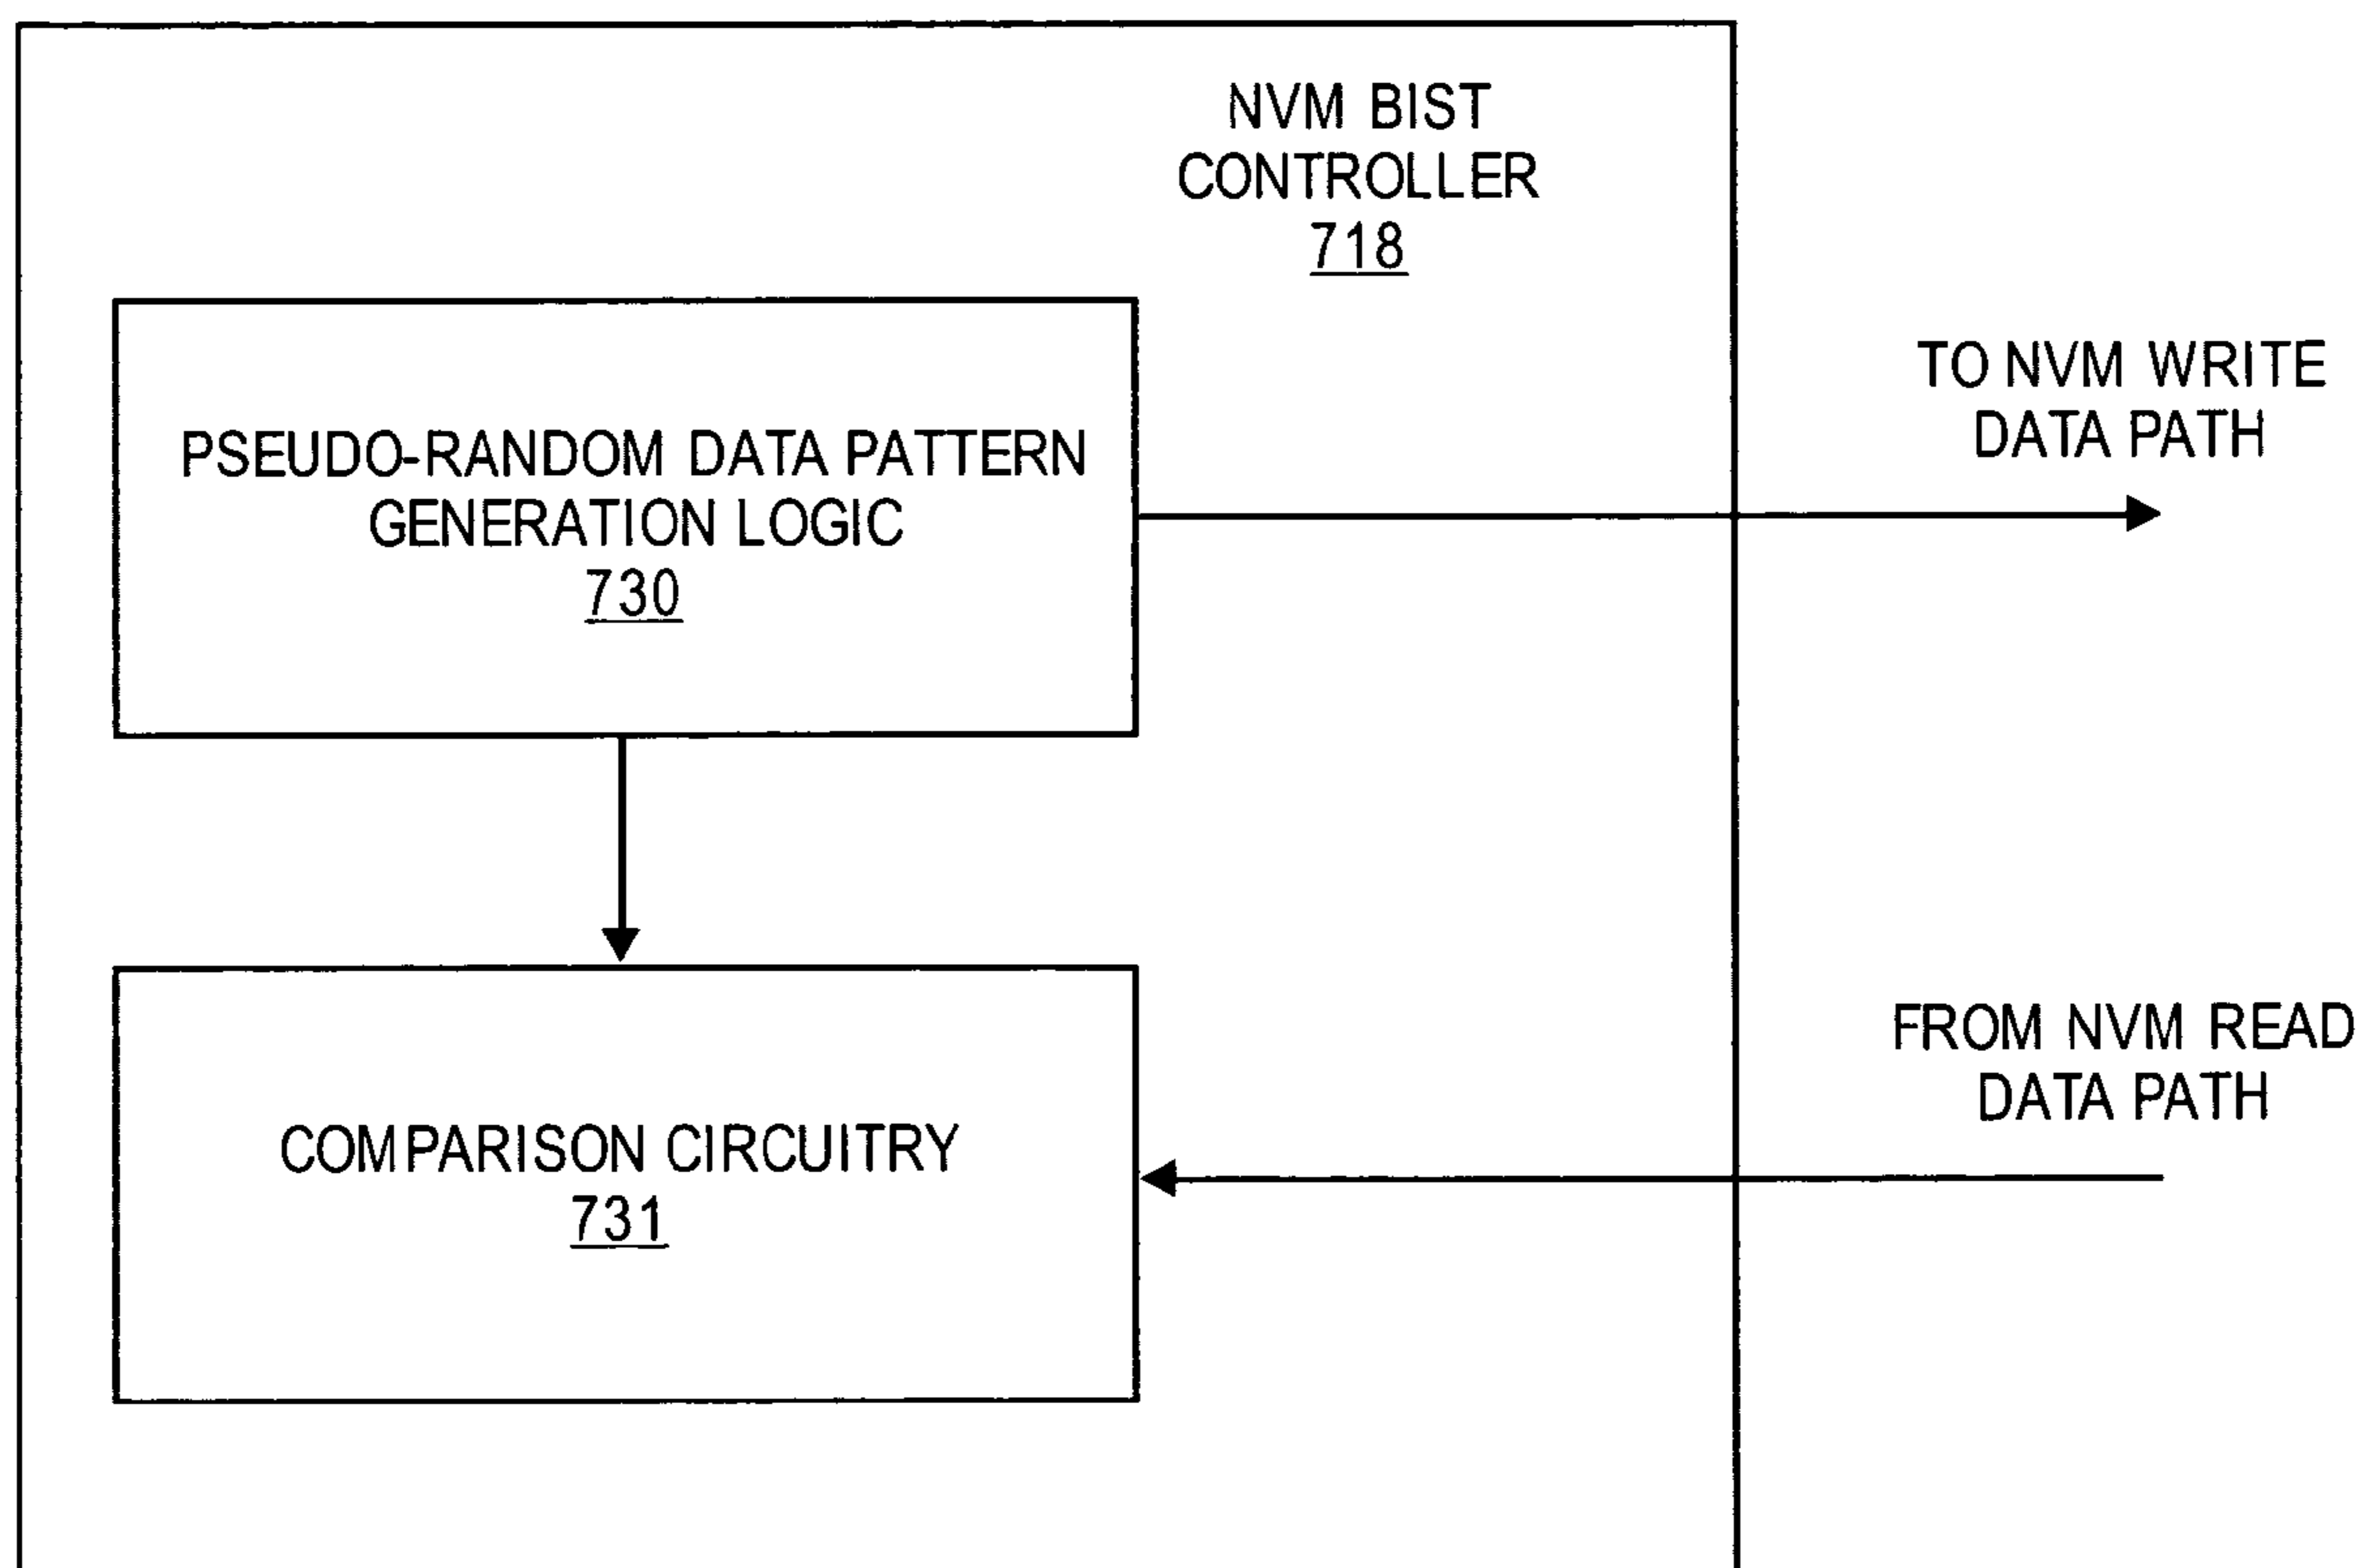 NVM BIST
CONTROLLER
718
TO NVM WRITE
DATA PATH
PSEUDO-RANDOM DATA PATTERN
GENERATION LOGIC
730
FROM NVM READ
DATA PATH
COMPARISON CIRCUITRY
731